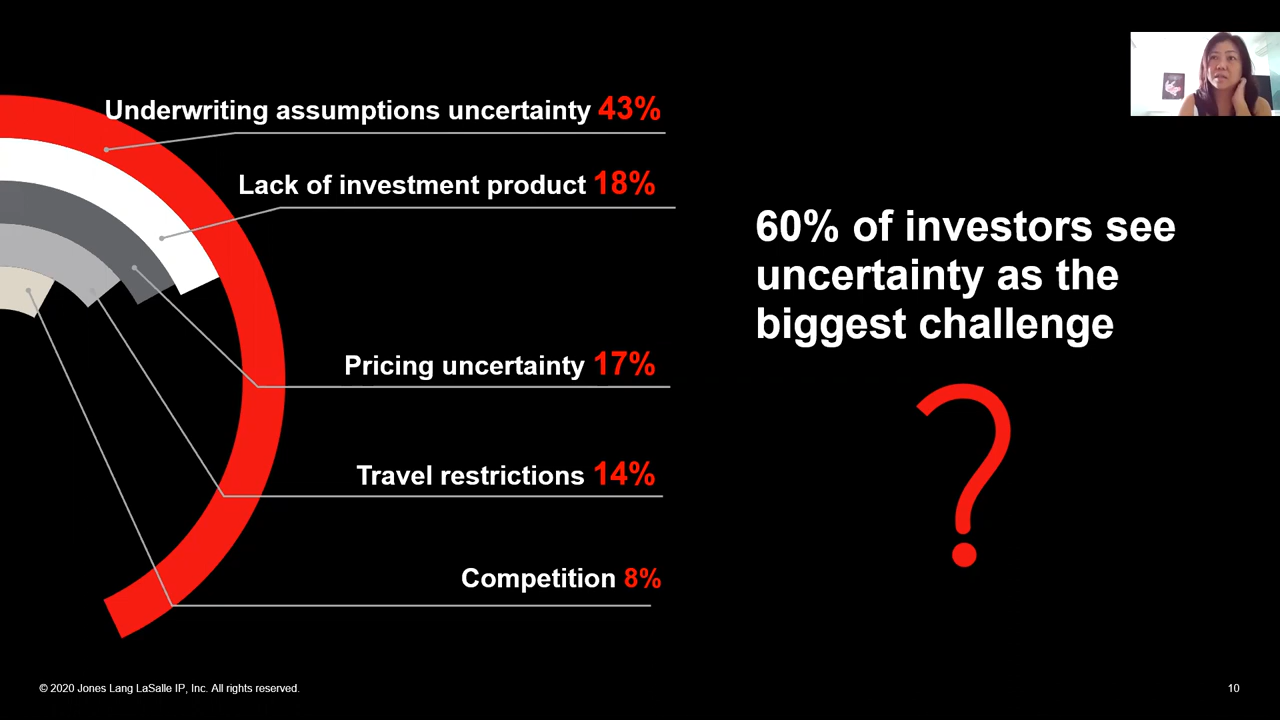 Underwriting assumptions uncertainty 43%
Lack of investment product 18%
Pricing uncertainty 17%
Travel restrictions 14%
Competition 8%
60% of investors see
uncertainty as the
biggest challenge
?
© 2020 Jones Lang LaSalle IP, Inc. All rights reserved.
10